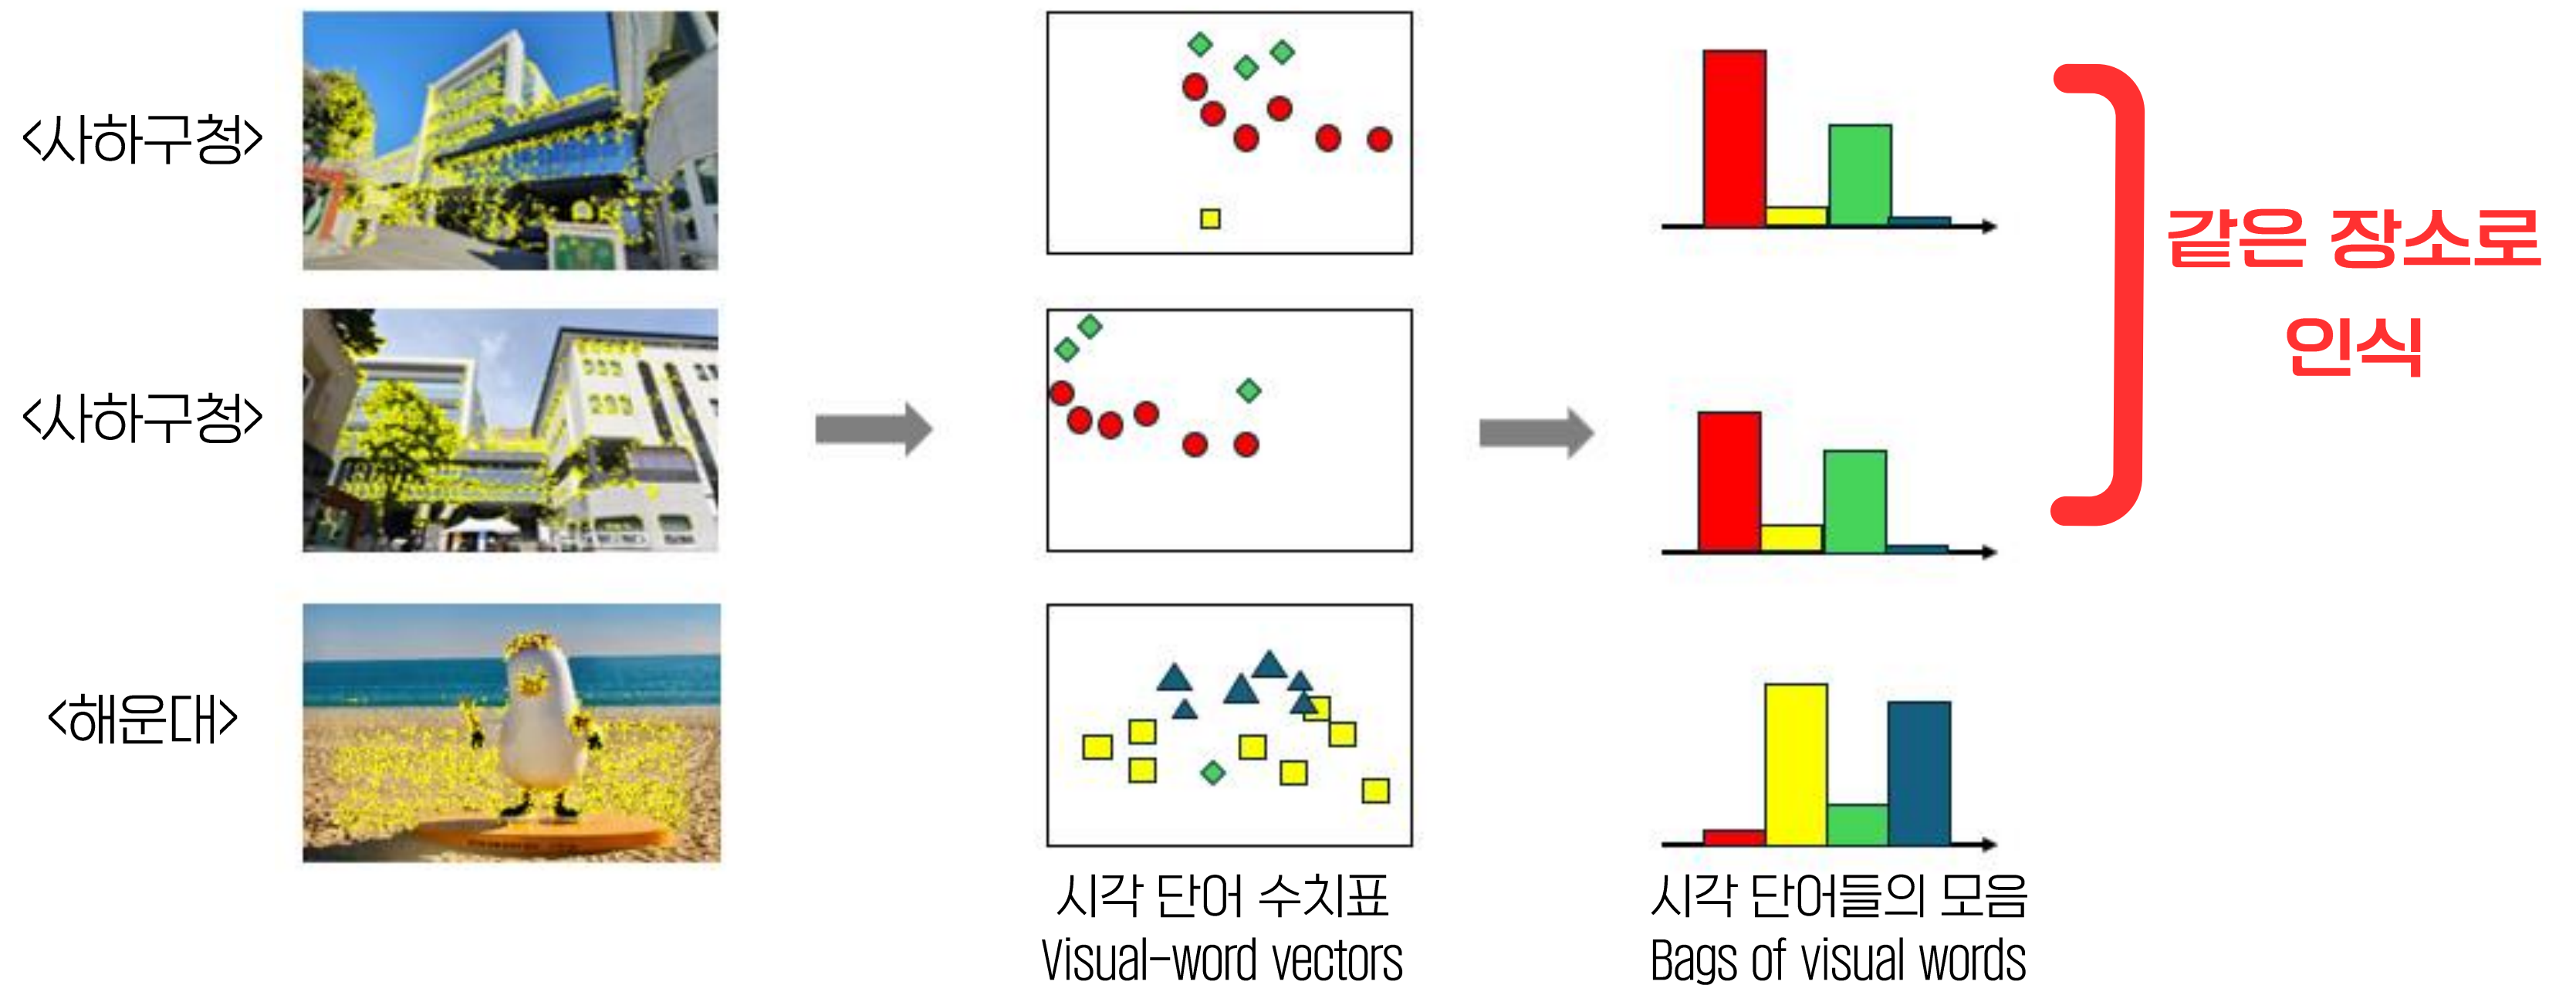 <사하구청>
<사하구청>
<해운대>
시각 단어 수치표
Visual-word vectors
시각 단어들의 모음
Bags of visual words
같은 장소로
인식